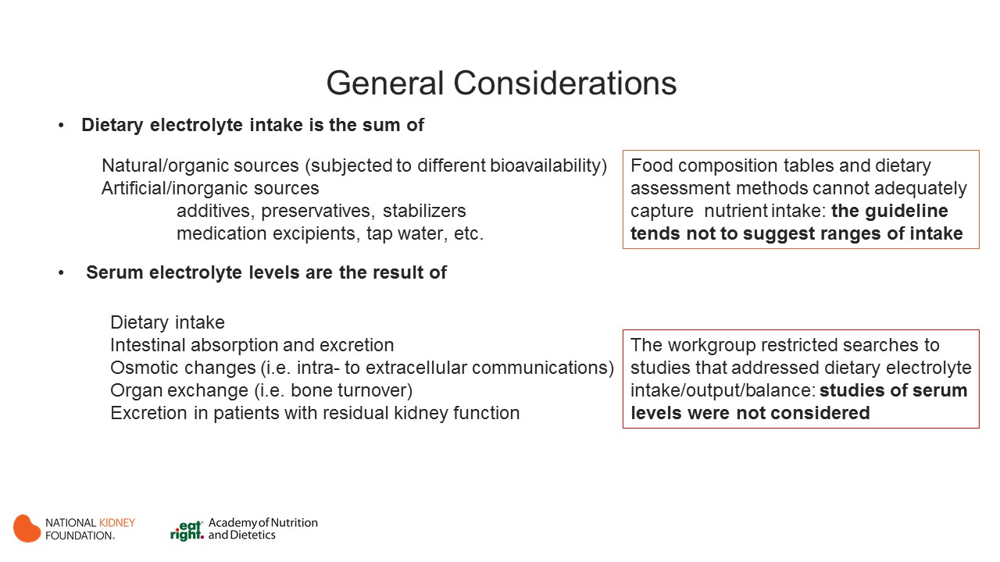 General Considerations
• Dietary electrolyte intake is the sum of
Natural/organic sources (subjected to different bioavailability)
Artificial/inorganic sources
additives, preservatives, stabilizers
medication excipients, tap water, etc.
Food composition tables and dietary
assessment methods cannot adequately
capture nutrient intake: the guideline
tends not to suggest ranges of intake
• Serum electrolyte levels are the result of
Dietary intake
Intestinal absorption and excretion
Osmotic changes (i.e. intra- to extracellular communications)
Organ exchange (i.e. bone turnover)
Excretion in patients with residual kidney function
The workgroup restricted searches to
studies that addressed dietary electrolyte
intake/output/balance: studies of serum
levels were not considered
NATIONAL KIDNEY
FOUNDATION®
eat
right.
Academy of Nutrition
and Dietetics